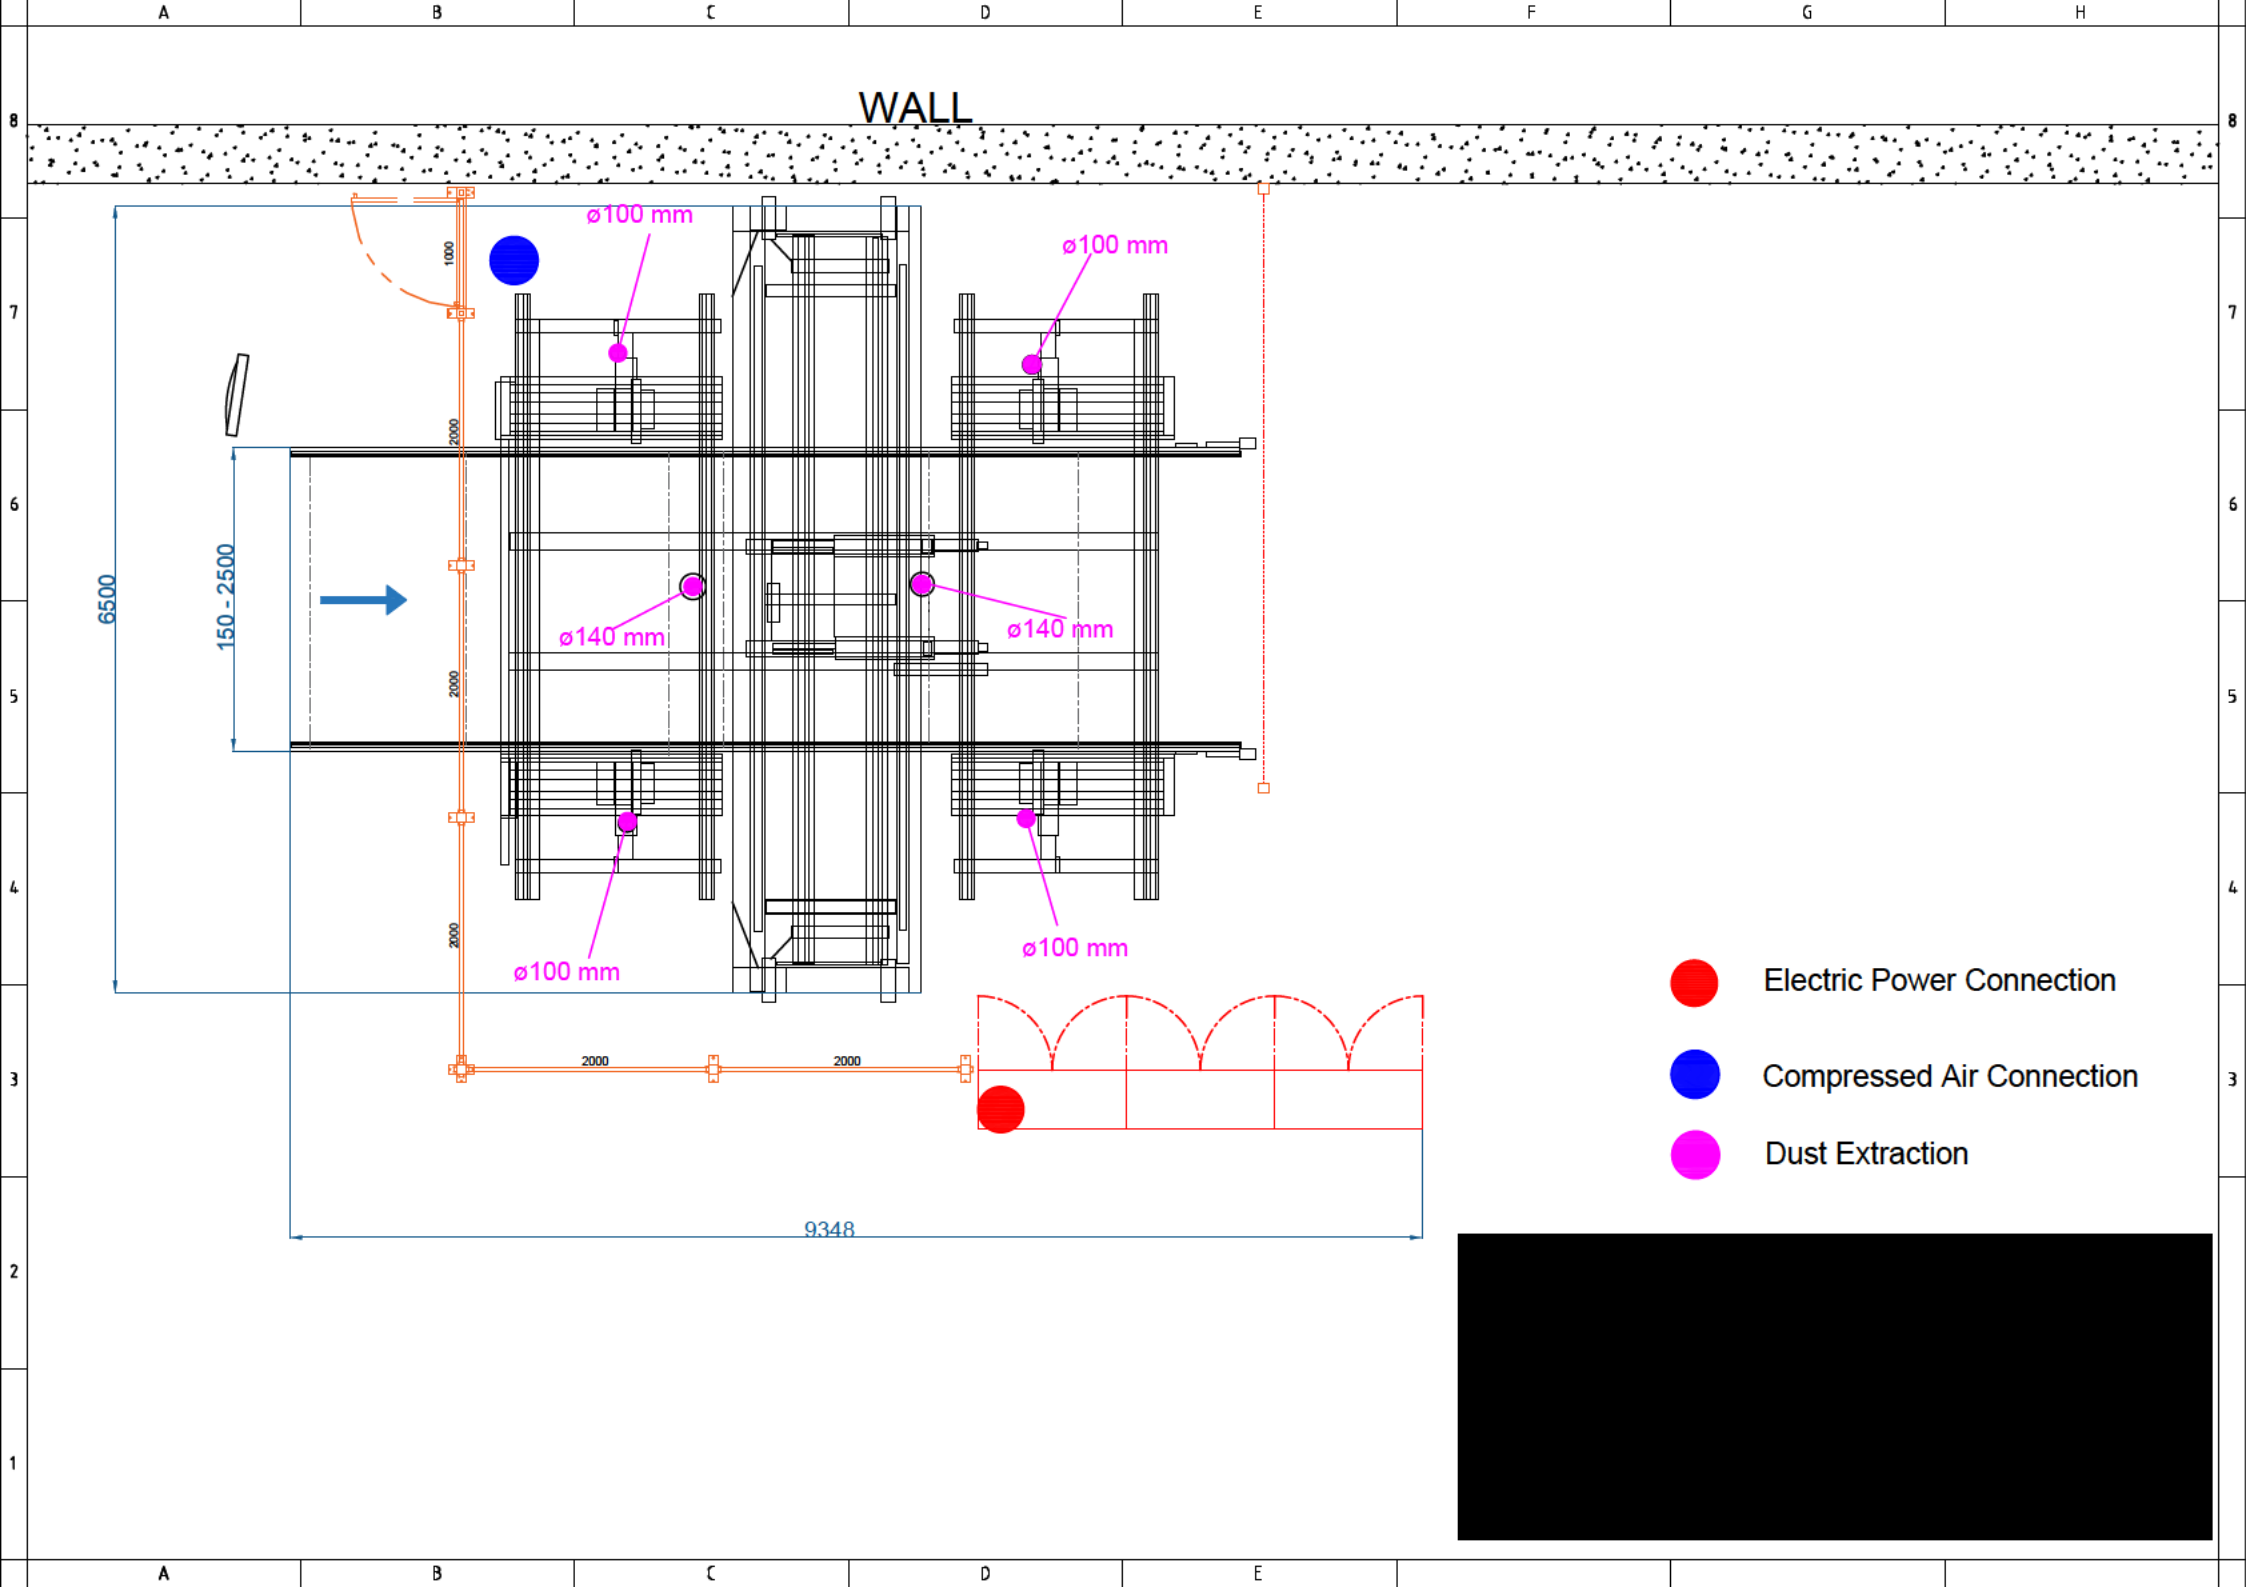 A B C D E F G H
WALL
8 8
ø100 mm
ø100 mm
1000
7 7
2000
6 6
6500
150 - 2500
ø140 mm
ø140 mm
2000
5 5
4 4
2000
ø100 mm
ø100 mm
Electric Power Connection
2000
2000
3 3
Compressed Air Connection
Dust Extraction
9348
2
1
A B C D E